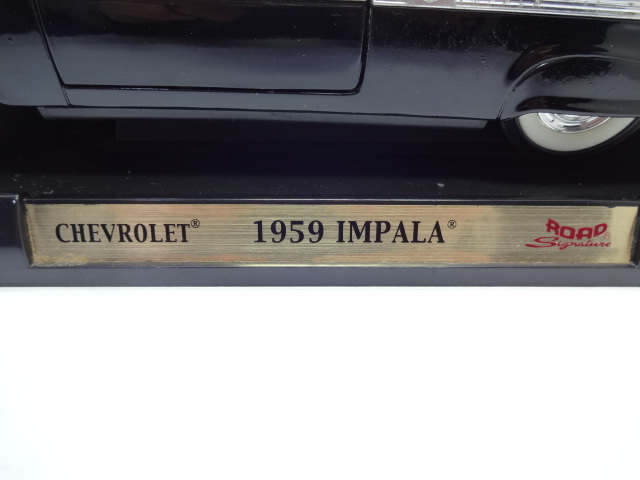 CHEVROLET® 1959 IMPALA® ROAD
Signature